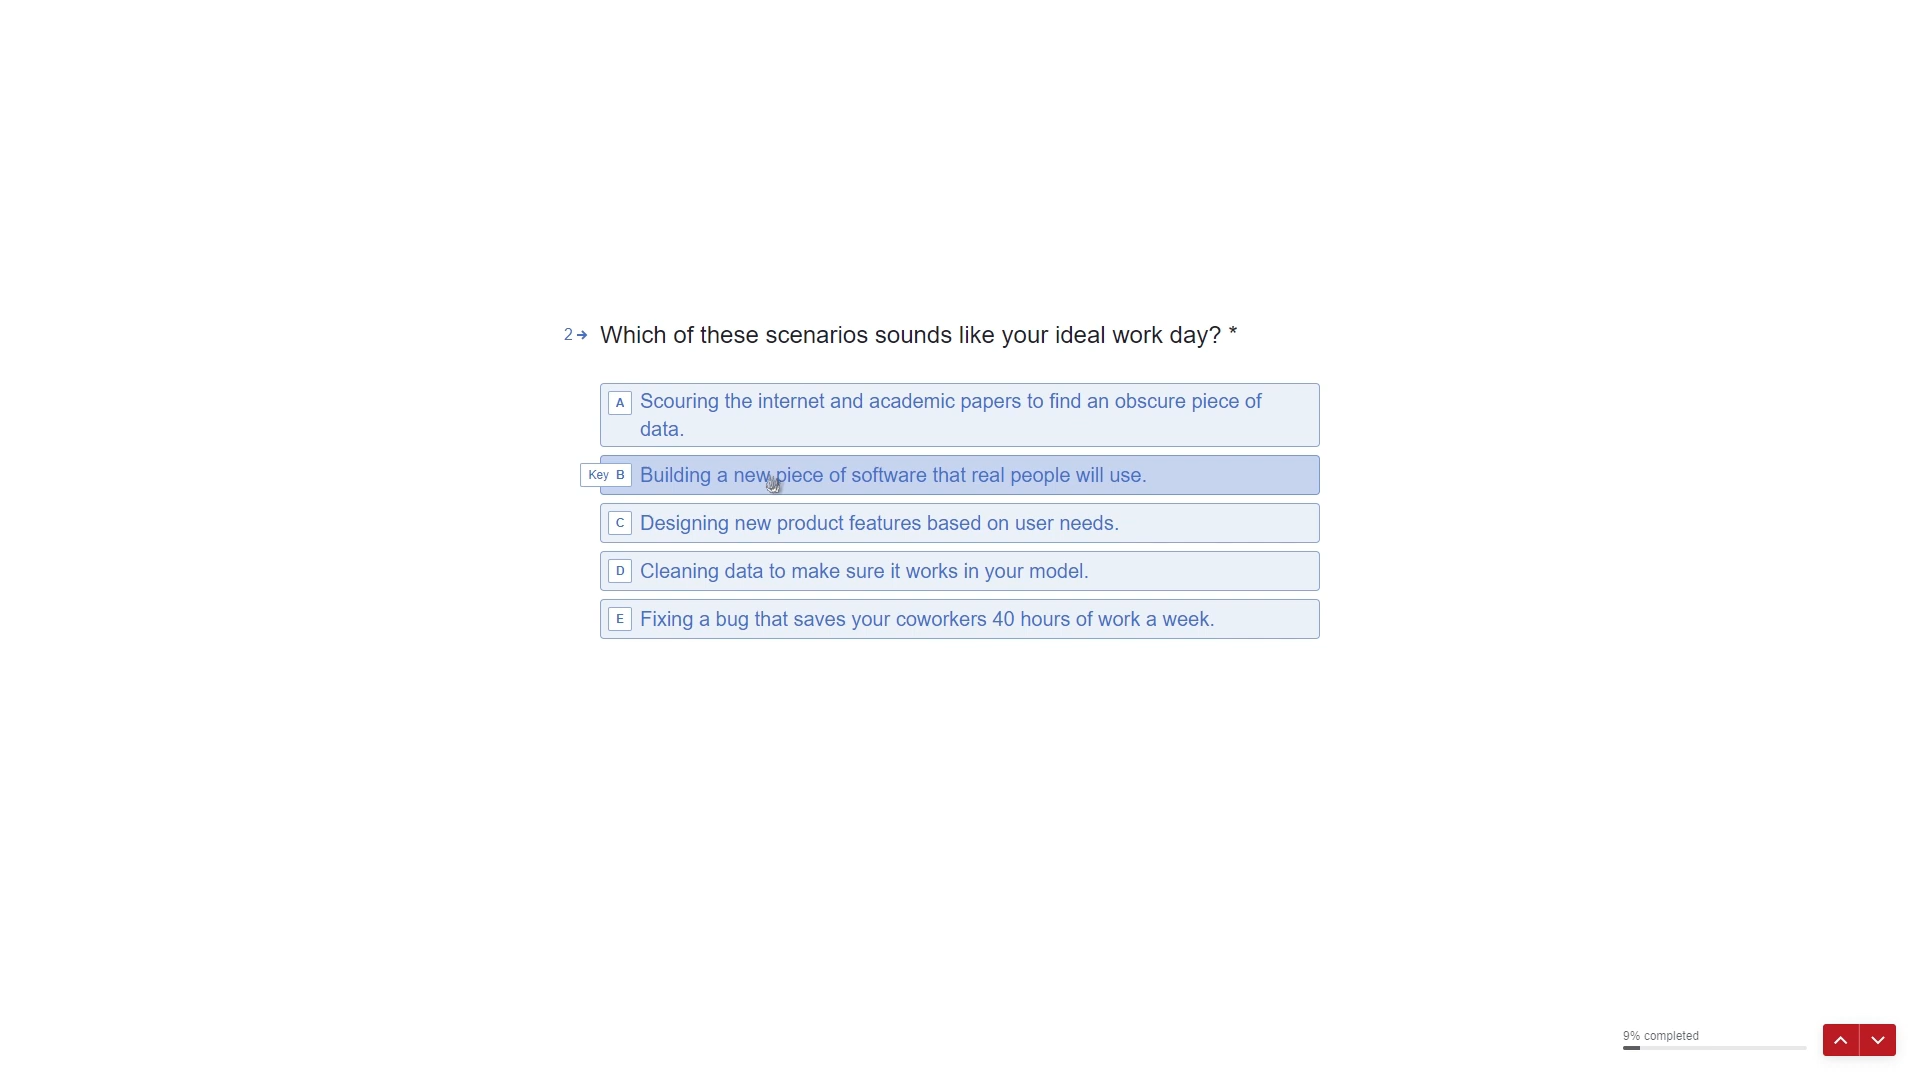 2 → Which of these scenarios sounds like your ideal work day? *
A Scouring the internet and academic papers to find an obscure piece of
data.
Key B Building a new piece of software that real people will use.
C Designing new product features based on user needs.
D Cleaning data to make sure it works in your model.
E Fixing a bug that saves your coworkers 40 hours of work a week.
9% completed